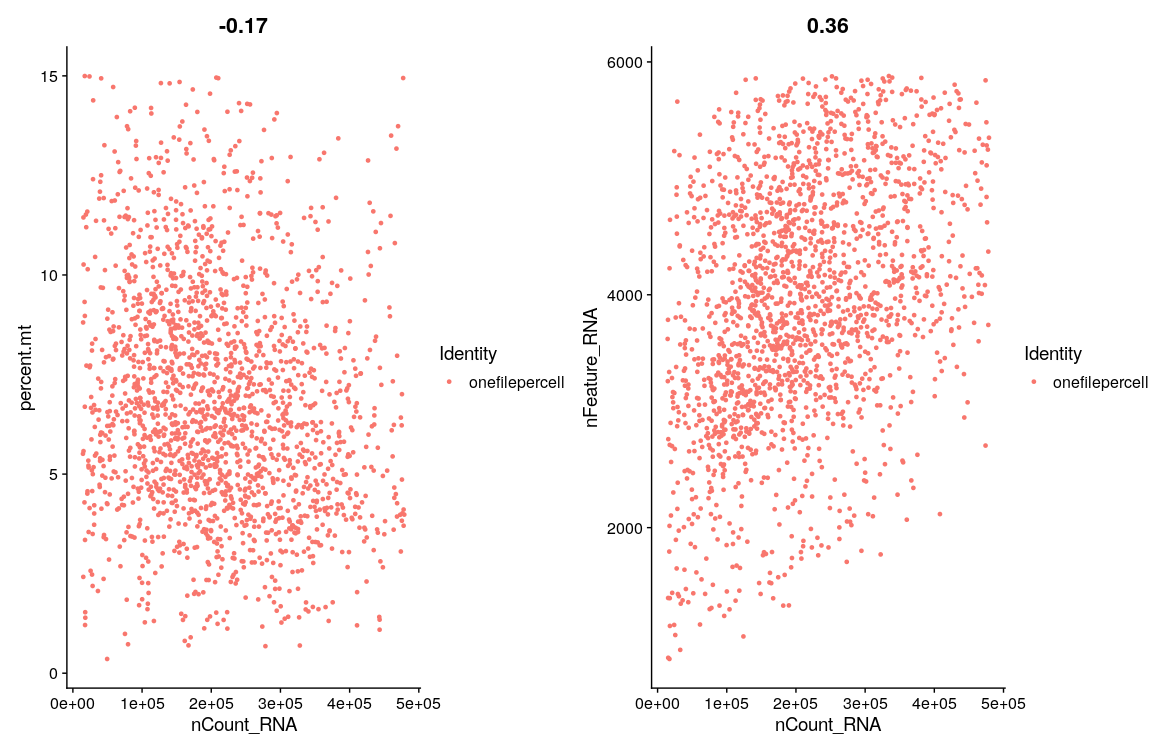 -0.17
15
10
5
0
percent.mt
0e+00 1e+05 2e+05 3e+05 4e+05 5e+05
nCount_RNA
Identity
onefilepercell
0.36
6000
4000
2000
nFeature_RNA
0e+00 1e+05 2e+05 3e+05 4e+05 5e+05
nCount_RNA
Identity
onefilepercell